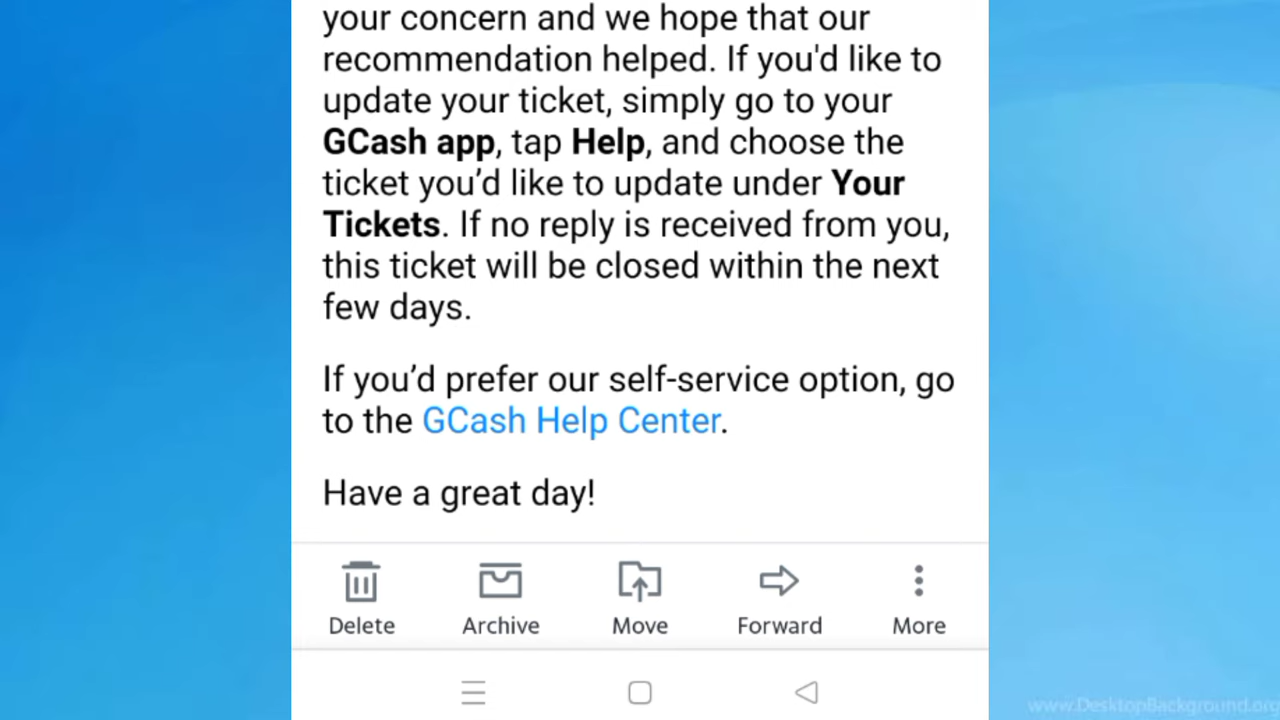 your concern and we hope that our
recommendation helped. If you'd like to
update your ticket, simply go to your
GCash app, tap Help, and choose the
ticket you’d like to update under Your
Tickets. If no reply is received from you,
this ticket will be closed within the next
few days.
If you’d prefer our self-service option, go
to the GCash Help Center.
Have a great day!
Delete Archive Move Forward More
www.DesktopBackground.org